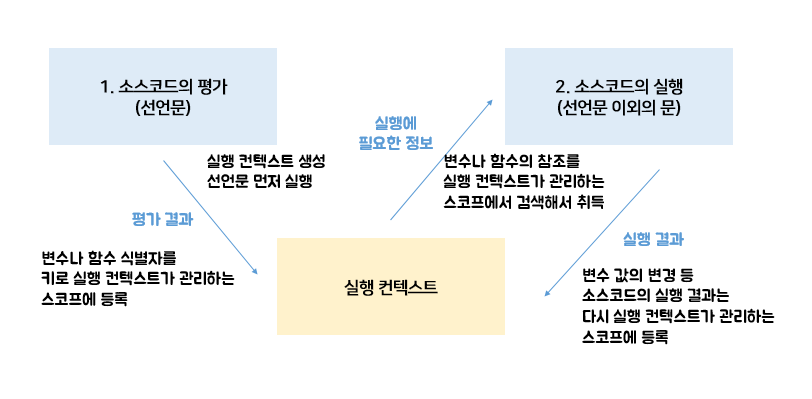 1. 소스코드의 평가
(선언문)
2. 소스코드의 실행
(선언문 이외의 문)
실행에
필요한 정보
실행 컨텍스트 생성
선언문 먼저 실행
변수나 함수의 참조를
실행 컨텍스트가 관리하는
스코프에서 검색해서 취득
평가 결과
실행 결과
변수나 함수 식별자를
키로 실행 컨텍스트가 관리하는
스코프에 등록
실행 컨텍스트
변수 값의 변경 등
소스코드의 실행 결과는
다시 실행 컨텍스트가 관리하는
스코프에 등록